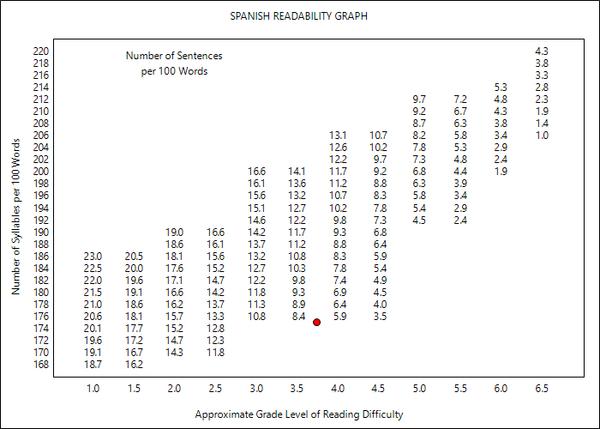 SPANISH READABILITY GRAPH
Number of Sentences
per 100 Words
Number of Syllables per 100 Words
220 4.3
218 3.8
216 3.3
214 5.3 2.8
212 9.7 7.2 4.8 2.3
210 9.2 6.7 4.3 1.9
208 8.7 6.3 3.8 1.4
206 13.1 10.7 8.2 5.8 3.4 1.0
204 12.6 10.2 7.8 5.3 2.9
202 12.2 9.7 7.3 4.8 2.4
200 16.6 14.1 11.7 9.2 6.8 4.4 1.9
198 16.1 13.6 11.2 8.8 6.3 3.9
196 15.6 13.2 10.7 8.3 5.8 3.4
194 15.1 12.7 10.2 7.8 5.4 2.9
192 14.6 12.2 9.8 7.3 4.5 2.4
190 19.0 16.6 14.2 11.7 9.3 6.8
188 18.6 16.1 13.7 11.2 8.8 6.4
186 23.0 20.5 18.1 15.6 13.2 10.8 8.3 5.9
184 22.5 20.0 17.6 15.2 12.7 10.3 7.8 5.4
182 22.0 19.6 17.1 14.7 12.2 9.8 7.4 4.9
180 21.5 19.1 16.6 14.2 11.8 9.3 6.9 4.5
178 21.0 18.6 16.2 13.7 11.3 8.9 6.4 4.0
176 20.6 18.1 15.7 13.3 10.8 8.4 5.9 3.5
174 20.1 17.7 15.2 12.8
172 19.6 17.2 14.7 12.3
170 19.1 16.7 14.3 11.8
168 18.7 16.2
1.0 1.5 2.0 2.5 3.0 3.5 4.0 4.5 5.0 5.5 6.0 6.5
Approximate Grade Level of Reading Difficulty